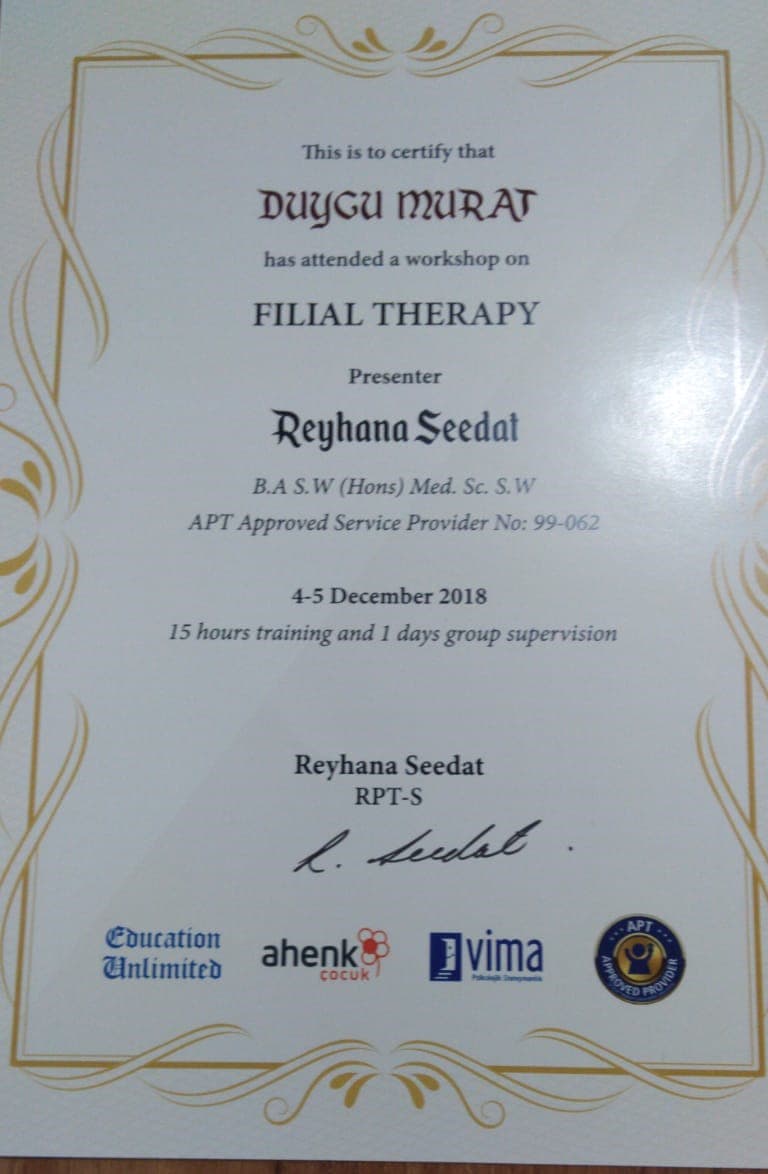 This is to certify that
DUYGU MURAT
has attended a workshop on
FILIAL THERAPY
Presenter
Reyhana Seedat
B.A S.W (Hons) Med. Sc. S.W
APT Approved Service Provider No: 99-062
4-5 December 2018
15 hours training and 1 days group supervision
Reyhana Seedat
RPT-S
R. Seedat.
Education
Unlimited
ahenk
çocuk
vima
Psikolojik Danışmanlık
APT
APPROVED PROVIDER